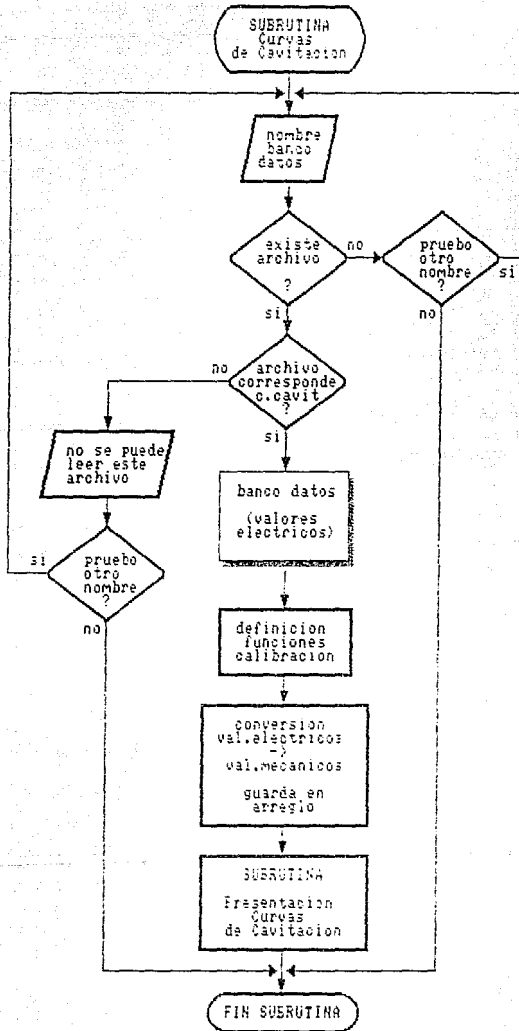 SUBRUTINA
Curvas
de Cavitacion
nombre
banco
datos
existe
archivo
?
no
si
pruebo
otro
nombre
?
si
no
archivo
corresponde
c.cavit
?
no
si
no se puede
leer este
archivo
pruebo
otro
nombre
?
si
no
banco datos
(valores
electricos)
definicion
funciones
calibracion
conversion
val.electricos
->
val.mecanicos
guarda en
arreglo
SUBRUTINA
Presentacion
Curvas
de Cavitacion
FIN SUBRUTINA